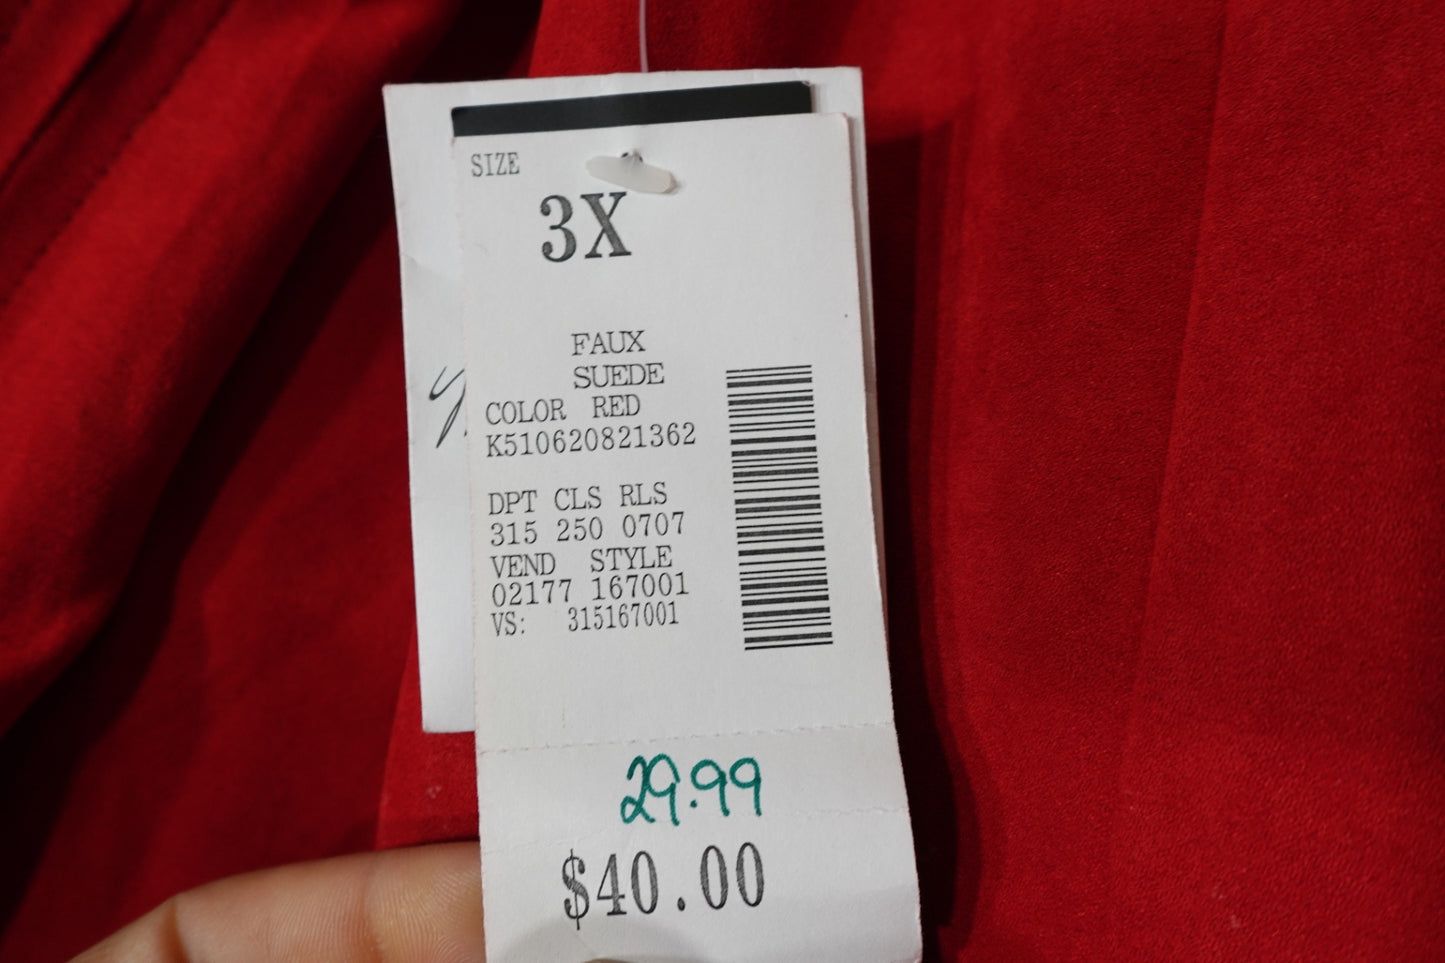 SIZE
3X
FAUX
SUEDE
COLOR RED
K510620821362
DPT CLS RLS
315 250 0707
VEND STYLE
02177 167001
VS: 315167001
29.99
$40.00